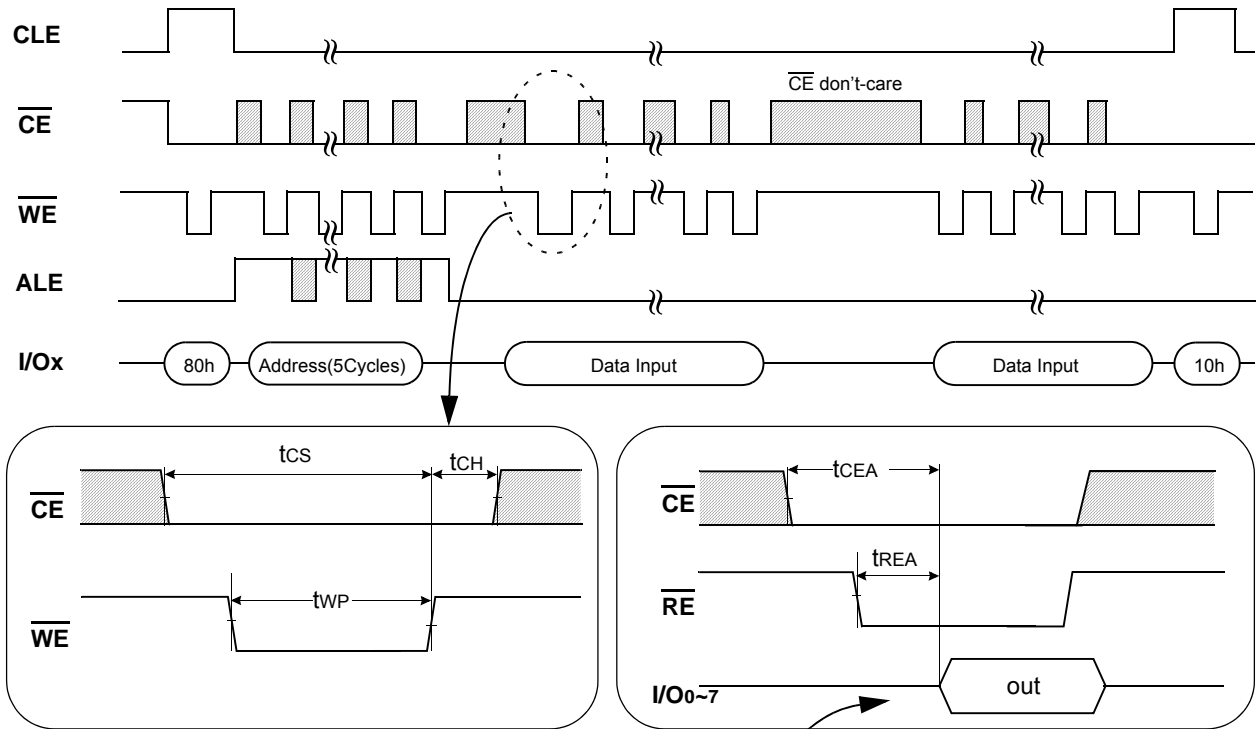 CLE
CE don't-care
CE
WE
ALE
I/Ox
80h
Address(5Cycles)
Data Input
Data Input
10h
tCS
tCH
CE
tWP
WE
tCEA
CE
tREA
RE
I/O0~7
out